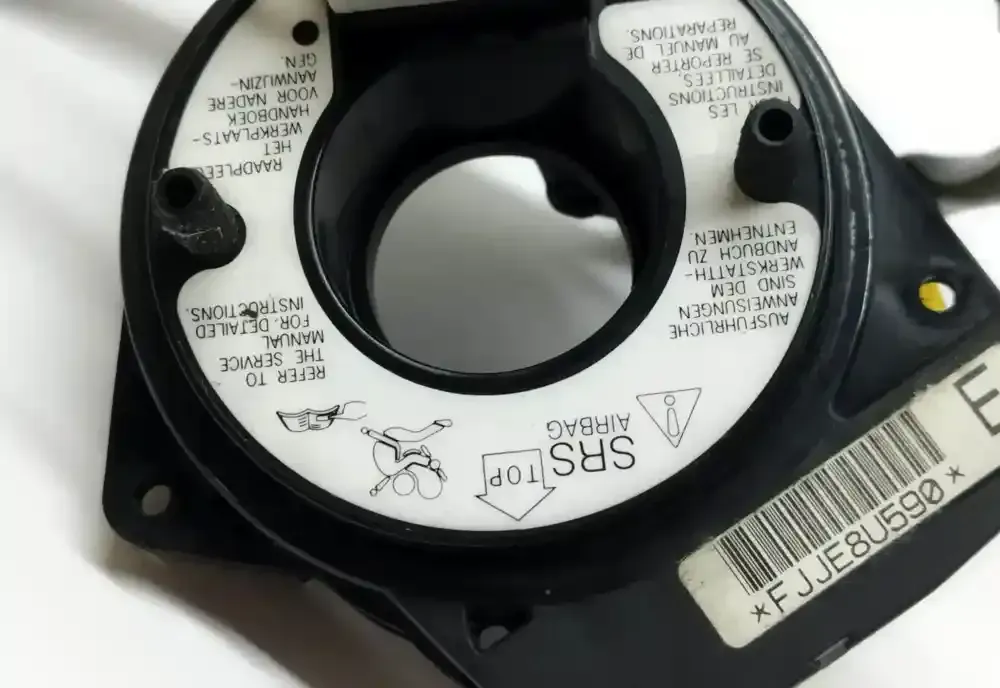 SRS
AIRBAG
TOP
REFER TO
THE SERVICE
MANUAL
FOR DETAILED
INSTRUCTIONS.
RAADPLEEG
HET
WERKPLAATS-
HANDBOEK
VOOR NADERE
AANWIJZIN-
GEN.
LES
INSTRUCTIONS
DETAILLEES,
SE REPORTER
AU MANUEL DE
REPARATIONS.
AUSFUHRLICHE
ANWEISUNGEN
SIND DEM
WERKSTATTH-
ANDBUCH ZU
ENTNEHMEN.
E
*FJJE8U590*